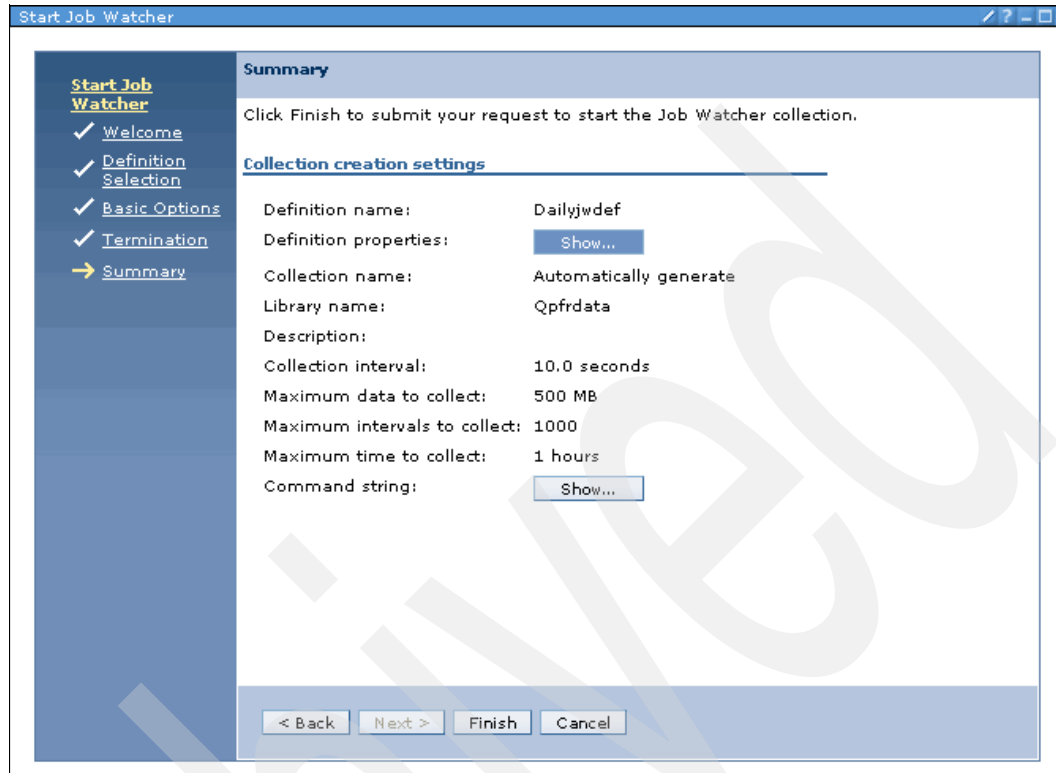 Start Job Watcher
Start Job
Watcher
Welcome
Definition
Selection
Basic Options
Termination
Summary
Summary
Click Finish to submit your request to start the Job Watcher collection.
Collection creation settings
Definition name: Dailyjwdef
Definition properties: Show...
Collection name: Automatically generate
Library name: Qpfrdata
Description:
Collection interval: 10.0 seconds
Maximum data to collect: 500 MB
Maximum intervals to collect: 1000
Maximum time to collect: 1 hours
Command string: Show...
< Back Next > Finish Cancel